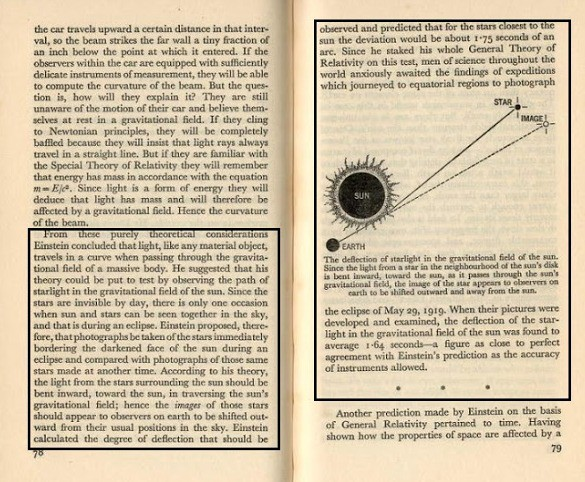 the car travels upward a certain distance in that inter-
val, so the beam strikes the far wall a tiny fraction of
an inch below the point at which it entered. If the
observers within the car are equipped with sufficiently
delicate instruments of measurement, they will be able
to compute the curvature of the beam. But the ques-
tion is, how will they explain it? They are still
unaware of the motion of their car and believe them-
selves at rest in a gravitational field. If they cling
to Newtonian principles, they will be completely
baffled because they will insist that light rays always
travel in a straight line. But if they are familiar with
the Special Theory of Relativity they will remember
that energy has mass in accordance with the equation
m=E/c². Since light is a form of energy they will
deduce that light has mass and will therefore be
affected by a gravitational field. Hence the curvature
of the beam.
From these purely theoretical considerations
Einstein concluded that light, like any material object,
travels in a curve when passing through the gravita-
tional field of a massive body. He suggested that his
theory could be put to test by observing the path of
starlight in the gravitational field of the sun. Since the
stars are invisible by day, there is only one occasion
when sun and stars can be seen together in the sky,
and that is during an eclipse. Einstein proposed, there-
fore, that photographs be taken of the stars immediately
bordering the darkened face of the sun during an
eclipse and compared with photographs of those same
stars made at another time. According to his theory,
the light from the stars surrounding the sun should be
bent inward, toward the sun, in traversing the sun's
gravitational field; hence the images of those stars
should appear to observers on earth to be shifted out-
ward from their usual positions in the sky. Einstein
calculated the degree of deflection that should be
78
observed and predicted that for the stars closest to the
sun the deviation would be about 1·75 seconds of an
arc. Since he staked his whole General Theory of
Relativity on this test, men of science throughout the
world anxiously awaited the findings of expeditions
which journeyed to equatorial regions to photograph
STAR
IMAGE
SUN
EARTH
The deflection of starlight in the gravitational field of the sun.
Since the light from a star in the neighbourhood of the sun's disk
is bent inward, toward the sun, as it passes through the sun's
gravitational field, the image of the star appears to observers on
earth to be shifted outward and away from the sun.
the eclipse of May 29, 1919. When their pictures were
developed and examined, the deflection of the star-
light in the gravitational field of the sun was found to
average 1·64 seconds—a figure as close to perfect
agreement with Einstein's prediction as the accuracy
of instruments allowed.
Another prediction made by Einstein on the basis
of General Relativity pertained to time. Having
shown how the properties of space are affected by a
79